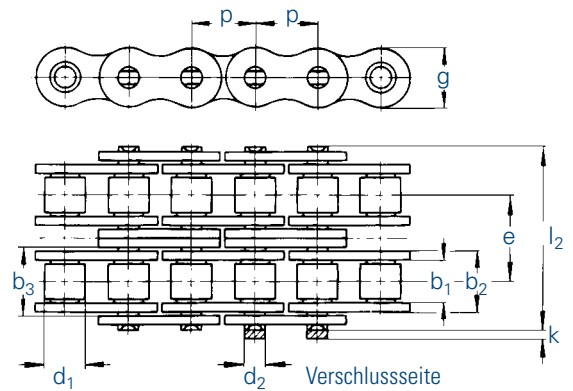 p p
g
b₃
e
l₂
b₁ b₂
k
d₁ d₂ Verschlussseite